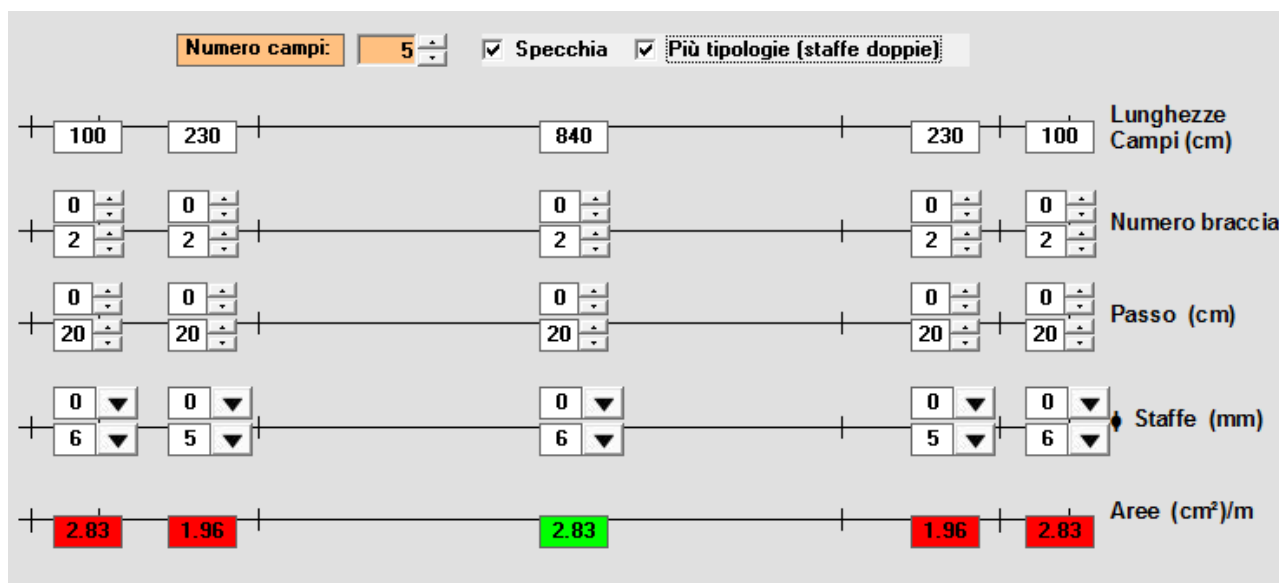 Numero campi: 5 Specchia Più tipologie (staffe doppie)
Lunghezze
100 230 840 230 100 Campi (cm)
0 0 0 0 0
Numero braccia
2 2 2 2 2
0 0 0 0 0
Passo (cm)
20 20 20 20 20
0 0 0 0 0
ϕ Staffe (mm)
6 5 6 5 6
Aree (cm²)/m
2.83 1.96 2.83 1.96 2.83